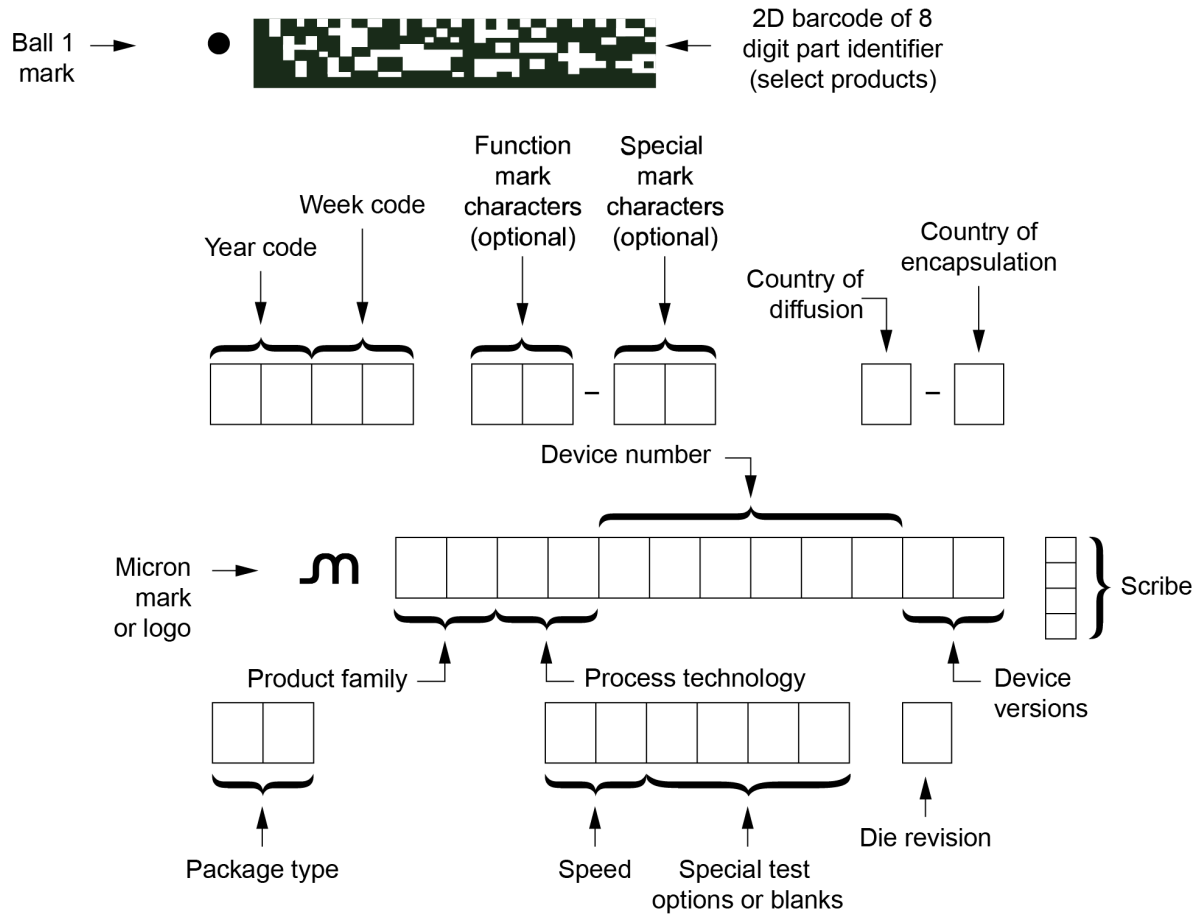 Ball 1
mark
2D barcode of 8
digit part identifier
(select products)
Year code
Week code
Function
mark
characters
(optional)
Special
mark
characters
(optional)
Country of
diffusion
Country of
encapsulation
–
–
Device number
Micron
mark
or logo
Scribe
Product family
Process technology
Device
versions
Package type
Speed
Special test
options or blanks
Die revision